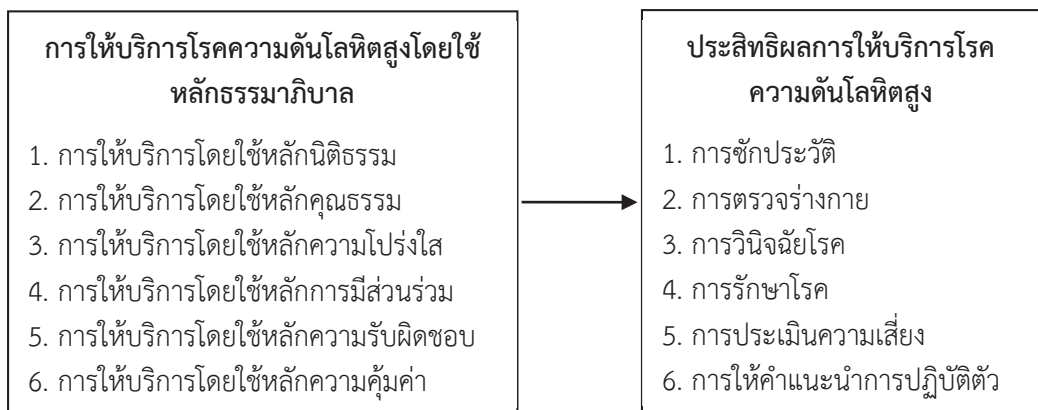 การให้บริการโรคความดันโลหิตสูงโดยใช้
หลักธรรมาภิบาล
1. การให้บริการโดยใช้หลักนิติธรรม
2. การให้บริการโดยใช้หลักคุณธรรม
3. การให้บริการโดยใช้หลักความโปร่งใส
4. การให้บริการโดยใช้หลักการมีส่วนร่วม
5. การให้บริการโดยใช้หลักความรับผิดชอบ
6. การให้บริการโดยใช้หลักความคุ้มค่า
ประสิทธิผลการให้บริการโรค
ความดันโลหิตสูง
1. การซักประวัติ
2. การตรวจร่างกาย
3. การวินิจฉัยโรค
4. การรักษาโรค
5. การประเมินความเสี่ยง
6. การให้คำแนะนำการปฏิบัติตัว